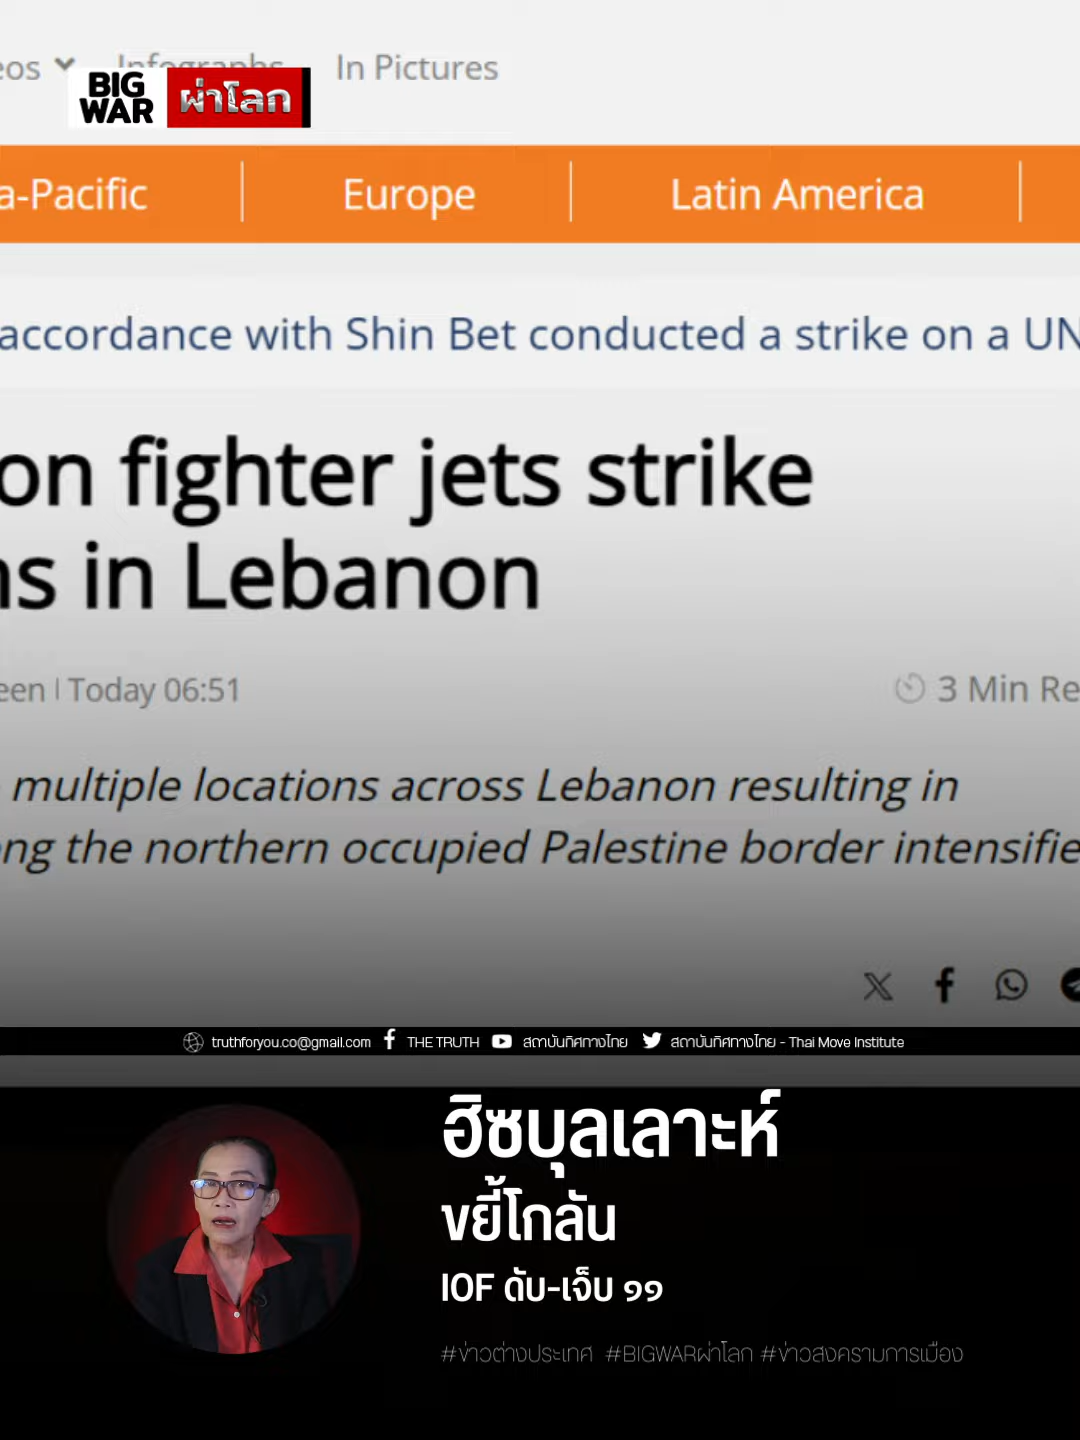 eos Infographs In Pictures
BIG WAR ผ่าโลก
a-Pacific Europe Latin America
accordance with Shin Bet conducted a strike on a UN
on fighter jets strike
ns in Lebanon
een | Today 06:51 3 Min Re
multiple locations across Lebanon resulting in
ng the northern occupied Palestine border intensifie
truthforyou.co@gmail.com THE TRUTH สถาบันทิศทางไทย สถาบันทิศทางไทย - Thai Move Institute
ฮิซบุลเลาะห์
ขยี้โกลัน
IOF ดับ-เจ็บ ๑๑
#ข่าวต่างประเทศ #BIGWARผ่าโลก #ข่าวสงครามการเมือง